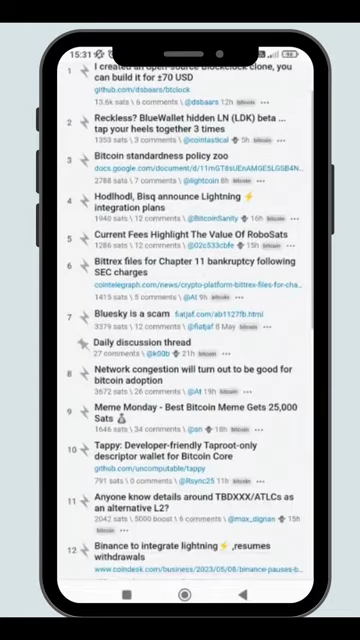 15:31
1 I created an open-source Blockclock clone, you
can build it for ±70 USD
github.com/dsbaars/btclock
13.6k sats \ 6 comments \ @dsbaars 12h bitcoin •••
2 Reckless? BlueWallet hidden LN (LDK) beta ...
tap your heels together 3 times
1353 sats \ 3 comments \ @cointastical 5h bitcoin •••
3 Bitcoin standardness policy zoo
2788 sats \ 7 comments \ @lightcoin 8h bitcoin •••
4 Hodlhodl, Bisq announce Lightning ⚡
integration plans
1940 sats \ 12 comments \ @BitcoinSanity 16h bitcoin •••
5 Current Fees Highlight The Value Of RoboSats
1286 sats \ 12 comments \ @02c533cbfe 15h bitcoin •••
6 Bittrex files for Chapter 11 bankruptcy following
SEC charges
cointelegraph.com/news/crypto-platform-bittrex-files-for-cha...
1415 sats \ 5 comments \ @At 9h bitcoin •••
7 Bluesky is a scam fiatjaf.com/ab1127fb.html
3379 sats \ 12 comments \ @fiatjaf 8 May bitcoin •••
Daily discussion thread
27 comments \ @k00b 21h bitcoin •••
8 Network congestion will turn out to be good for
bitcoin adoption
3672 sats \ 26 comments \ @At 19h bitcoin •••
9 Meme Monday - Best Bitcoin Meme Gets 25,000
Sats 💰
1646 sats \ 34 comments \ @sn 18h bitcoin •••
10 Tappy: Developer-friendly Taproot-only
descriptor wallet for Bitcoin Core
github.com/uncomputable/tappy
791 sats \ 0 comments \ @Rsync25 11h bitcoin •••
11 Anyone know details around TBDXXX/ATLCs as
an alternative L2?
2042 sats \ 5000 boost \ 6 comments \ @max_dignan 15h
bitcoin •••
12 Binance to integrate lightning⚡ ,resumes
withdrawals
www.coindesk.com/business/2023/05/08/binance-pauses-b...